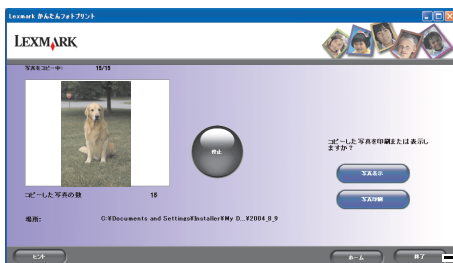 Lexmark かんたんフォトプリント
LEXMARK
写真をコピー中: 15/15
停止
コピーした写真を印刷または表示し
ますか?
写真表示
写真印刷
コピーした写真の数 15
場所: C:¥Documents and Settings¥Installer¥My D...¥2004_8_9
ヒント
ホーム
終了